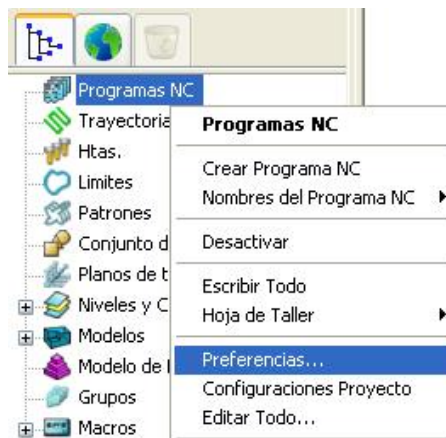 Programas NC
Trayectoria
Htas.
Limites
Patrones
Conjunto d
Planos de t
Niveles y C
Modelos
Modelo de
Grupos
Macros
Programas NC
Crear Programa NC
Nombres del Programa NC
Desactivar
Escribir Todo
Hoja de Taller
Preferencias...
Configuraciones Proyecto
Editar Todo...